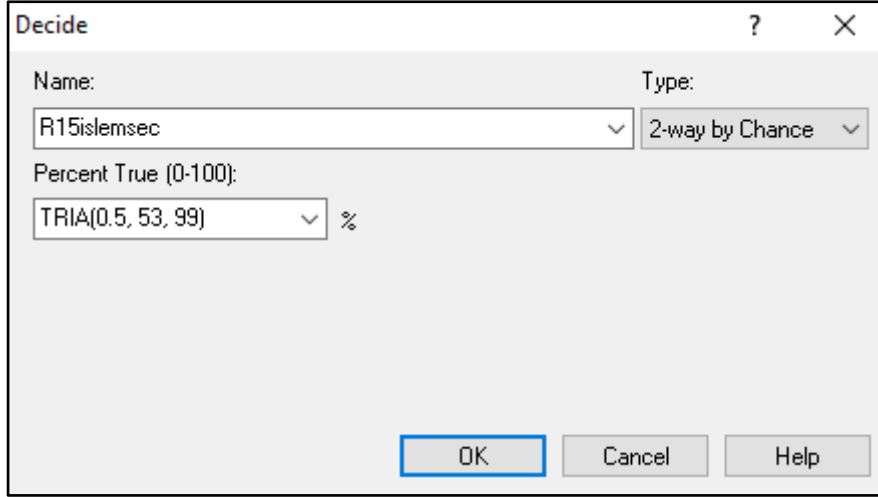 Decide ?
Name: Type:
R15islemsec 2-way by Chance
Percent True (0-100):
TRIA(0.5, 53, 99) %
OK Cancel Help